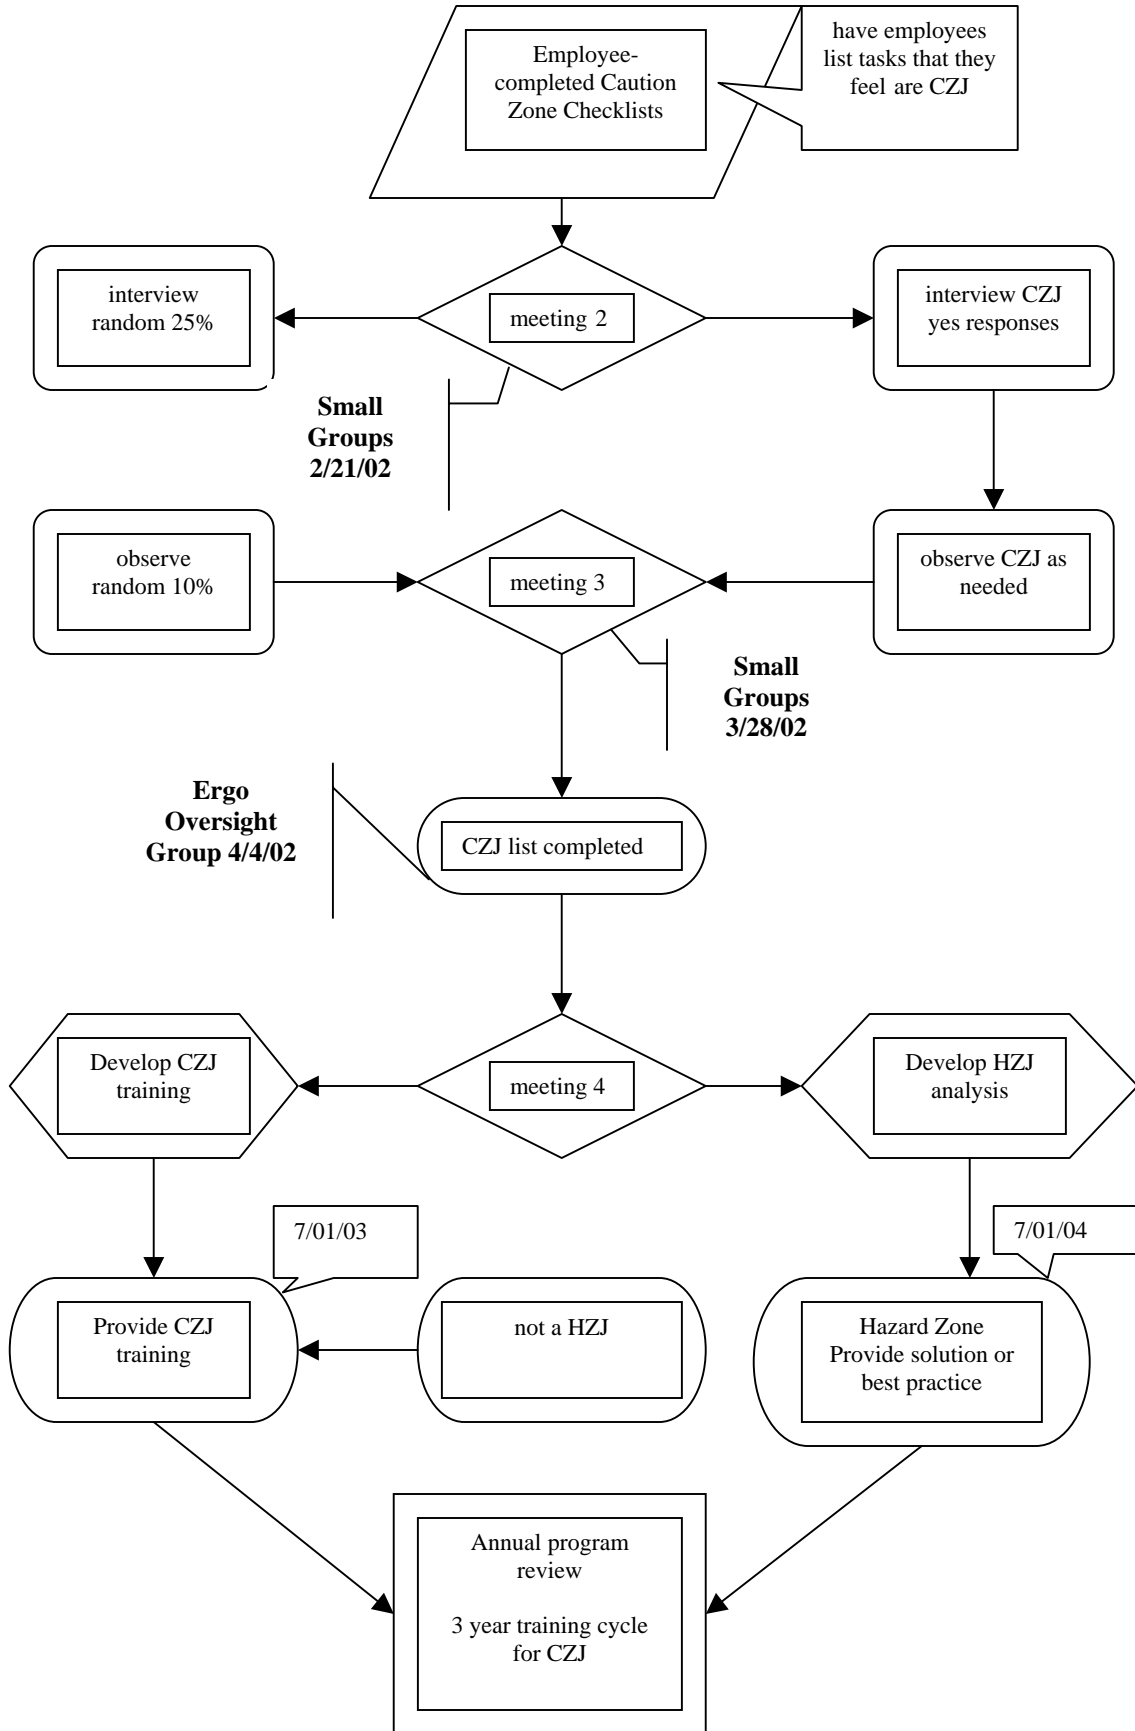 Employee-
completed Caution
Zone Checklists
have employees
list tasks that they
feel are CZJ
interview
random 25%
meeting 2
interview CZJ
yes responses
Small
Groups
2/21/02
observe
random 10%
meeting 3
observe CZJ as
needed
Small
Groups
3/28/02
Ergo
Oversight
Group 4/4/02
CZJ list completed
Develop CZJ
training
meeting 4
Develop HZJ
analysis
7/01/03
7/01/04
Provide CZJ
training
not a HZJ
Hazard Zone
Provide solution or
best practice
Annual program
review
3 year training cycle
for CZJ